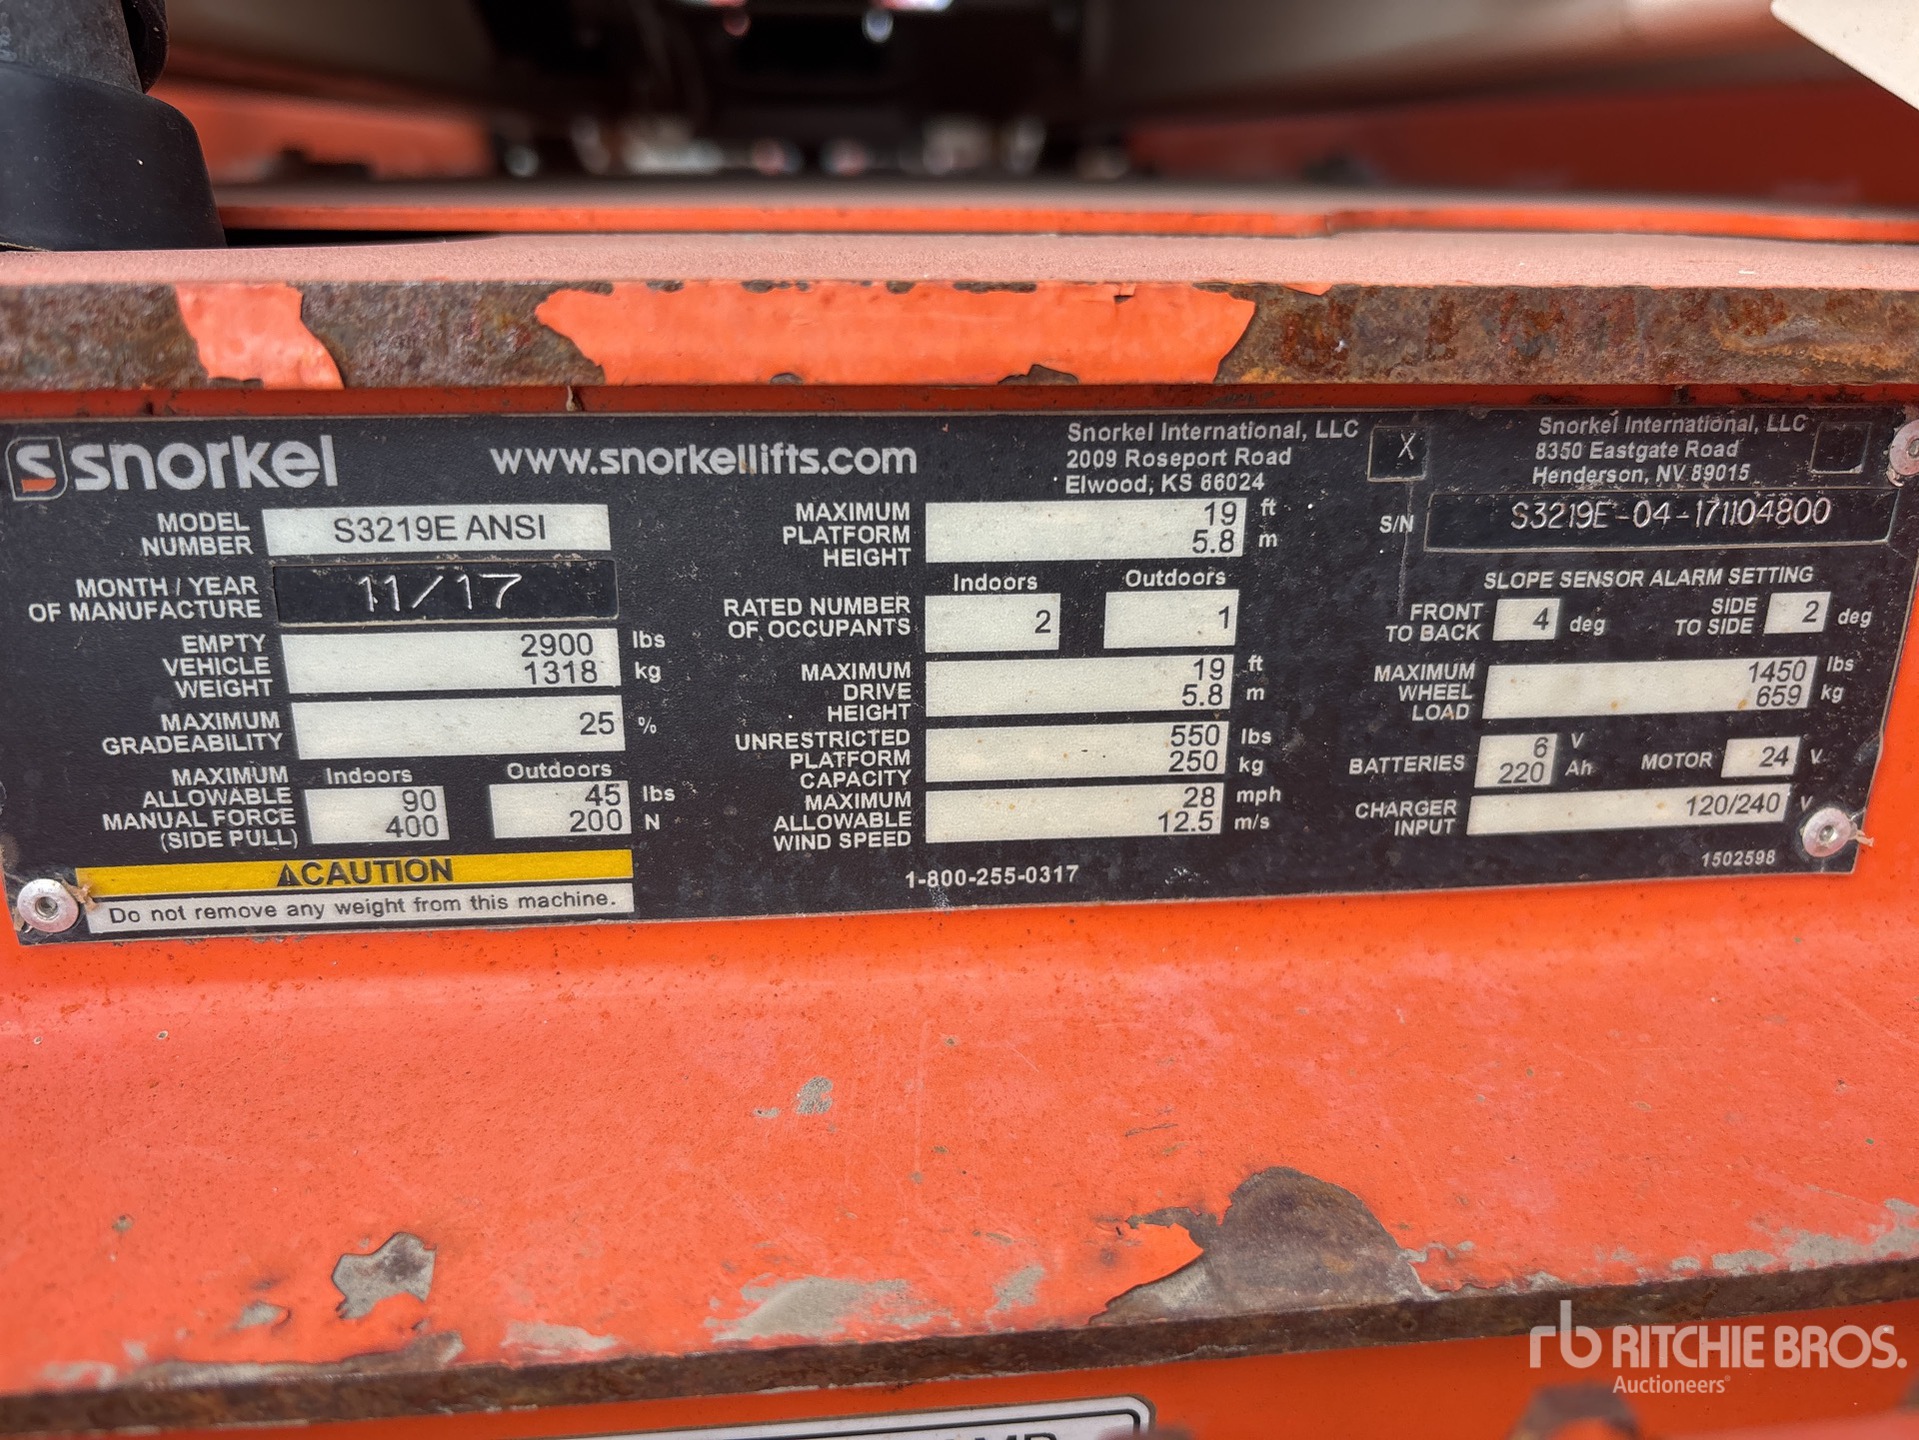 snorkel
www.snorkellifts.com
Snorkel International, LLC
2009 Roseport Road
Elwood, KS 66024
X
Snorkel International, LLC
8350 Eastgate Road
Henderson, NV 89015
MODEL NUMBER S3219E ANSI
MONTH / YEAR OF MANUFACTURE 11/17
EMPTY VEHICLE WEIGHT 2900 lbs 1318 kg
MAXIMUM GRADEABILITY 25 %
MAXIMUM ALLOWABLE MANUAL FORCE (SIDE PULL) Indoors 90 400 Outdoors 45 200 lbs N
CAUTION
Do not remove any weight from this machine.
MAXIMUM PLATFORM HEIGHT 19 ft 5.8 m
RATED NUMBER OF OCCUPANTS Indoors 2 Outdoors 1
MAXIMUM DRIVE HEIGHT 19 ft 5.8 m
UNRESTRICTED PLATFORM CAPACITY 550 lbs 250 kg
MAXIMUM ALLOWABLE WIND SPEED 28 mph 12.5 m/s
1-800-255-0317
S/N S3219E-04-171104800
SLOPE SENSOR ALARM SETTING
FRONT TO BACK 4 deg SIDE TO SIDE 2 deg
MAXIMUM WHEEL LOAD 1450 lbs 659 kg
BATTERIES 6 V 220 Ah MOTOR 24 V
CHARGER INPUT 120/240 V
1502598
rb RITCHIE BROS.
Auctioneers